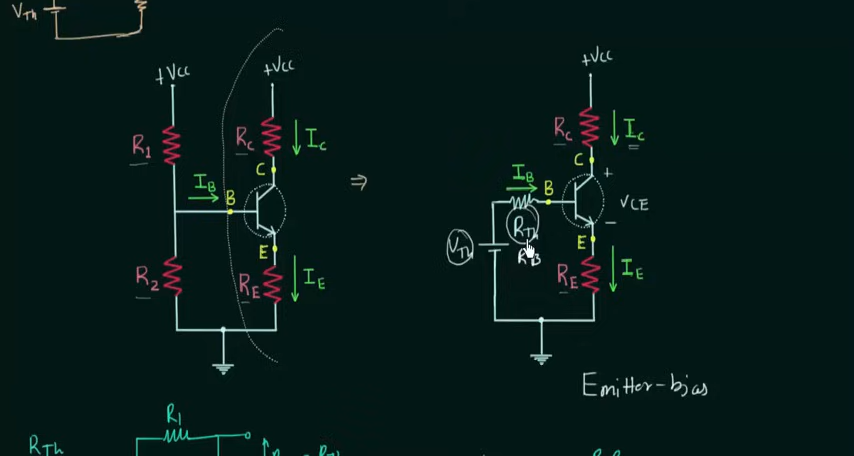 VTh
+VCC
+VCC
R1
RC
IC
C
IB
B
E
R2
RE
IE
⇒
+VCC
RC
IC
C
+
IB
B
VCE
RTh
VTh
−
E
RB
RE
IE
Emitter-bias
R1
RTh